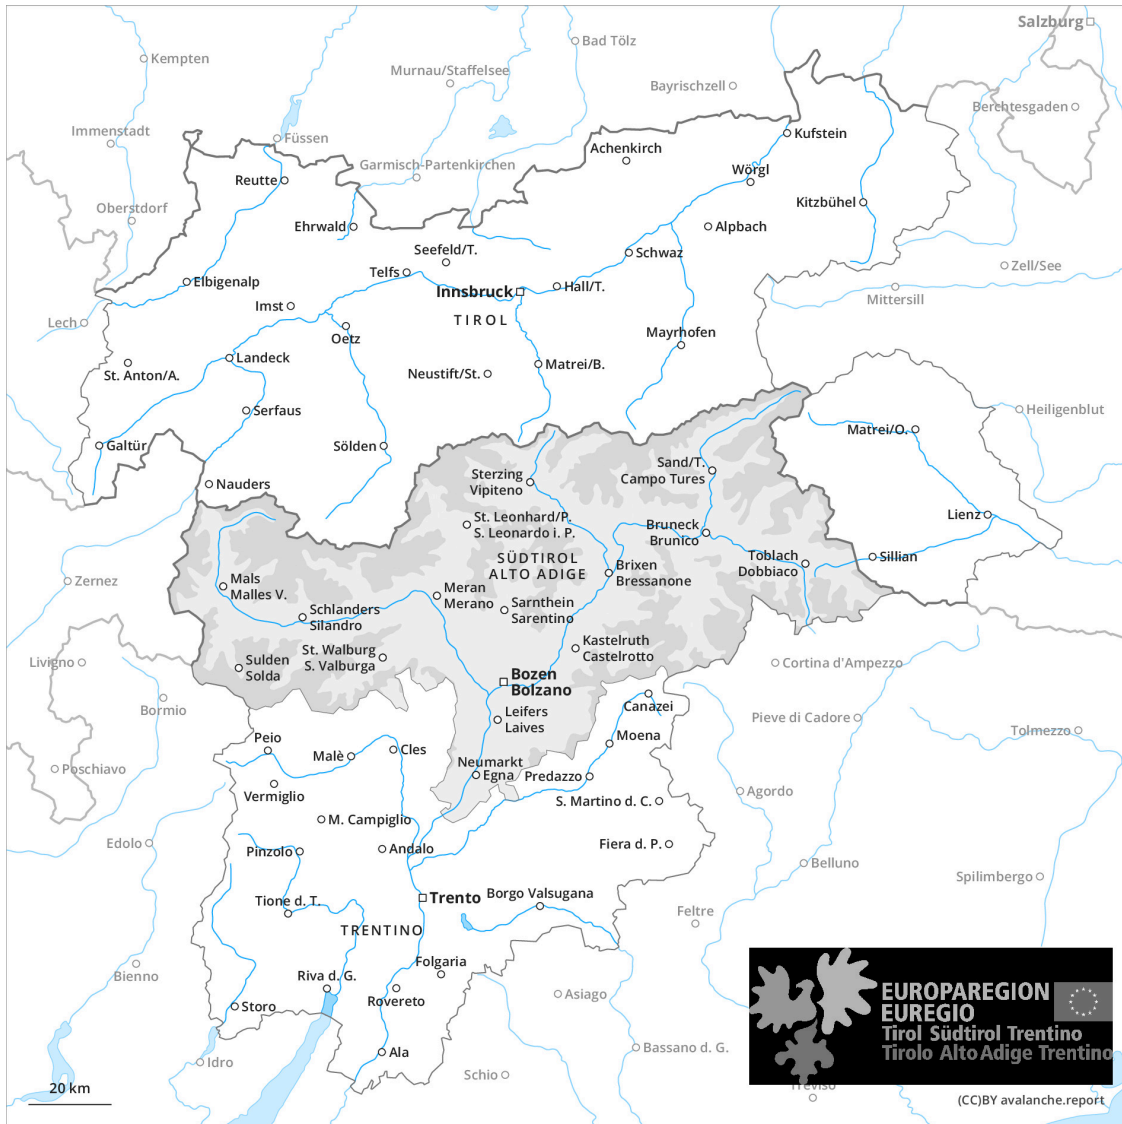 Salzburg
Bad Tölz
Kempten
Murnau/Staffelsee
Bayrischzell
Berchtesgaden
Immenstadt
Füssen
Kufstein
Achenkirch
Garmisch-Partenkirchen
Wörgl
Reutte
Kitzbühel
Oberstdorf
Ehrwald
Alpbach
Seefeld/T.
Schwaz
Zell/See
Telfs
Elbigenalp
Innsbruck
Hall/T.
Mittersill
Imst
TIROL
Lech
Oetz
Mayrhofen
Landeck
Matrei/B.
St. Anton/A.
Neustift/St.
Serfaus
Heiligenblut
Matrei/O.
Galtür
Sölden
Sand/T.
Campo Tures
Sterzing
Vipiteno
Nauders
St. Leonhard/P.
S. Leonardo i. P.
Lienz
Bruneck
Brunico
SÜDTIROL
ALTO ADIGE
Toblach
Dobbiaco
Sillian
Brixen
Bressanone
Zernez
Mals
Malles V.
Meran
Merano
Sarnthein
Sarentino
Schlanders
Silandro
Kastelruth
Castelrotto
St. Walburg
S. Valburga
Livigno
Sulden
Solda
Cortina d'Ampezzo
Bozen
Bolzano
Bormio
Canazei
Leifers
Laives
Pieve di Cadore
Tolmezzo
Peio
Moena
Malè
Cles
Neumarkt
Egna
Poschiavo
Predazzo
Vermiglio
Agordo
S. Martino d. C.
M. Campiglio
Edolo
Pinzolo
Andalo
Fiera d. P.
Belluno
Spilimbergo
Tione d. T.
Trento
Borgo Valsugana
Feltre
TRENTINO
Folgaria
Bienno
Riva d. G.
Rovereto
Asiago
Storo
EUROPAREGION
EUREGIO
Tirol Südtirol Trentino
Tirolo Alto Adige Trentino
Ala
Bassano d. G.
Idro
Schio
Treviso
20 km
(CC)BY avalanche.report